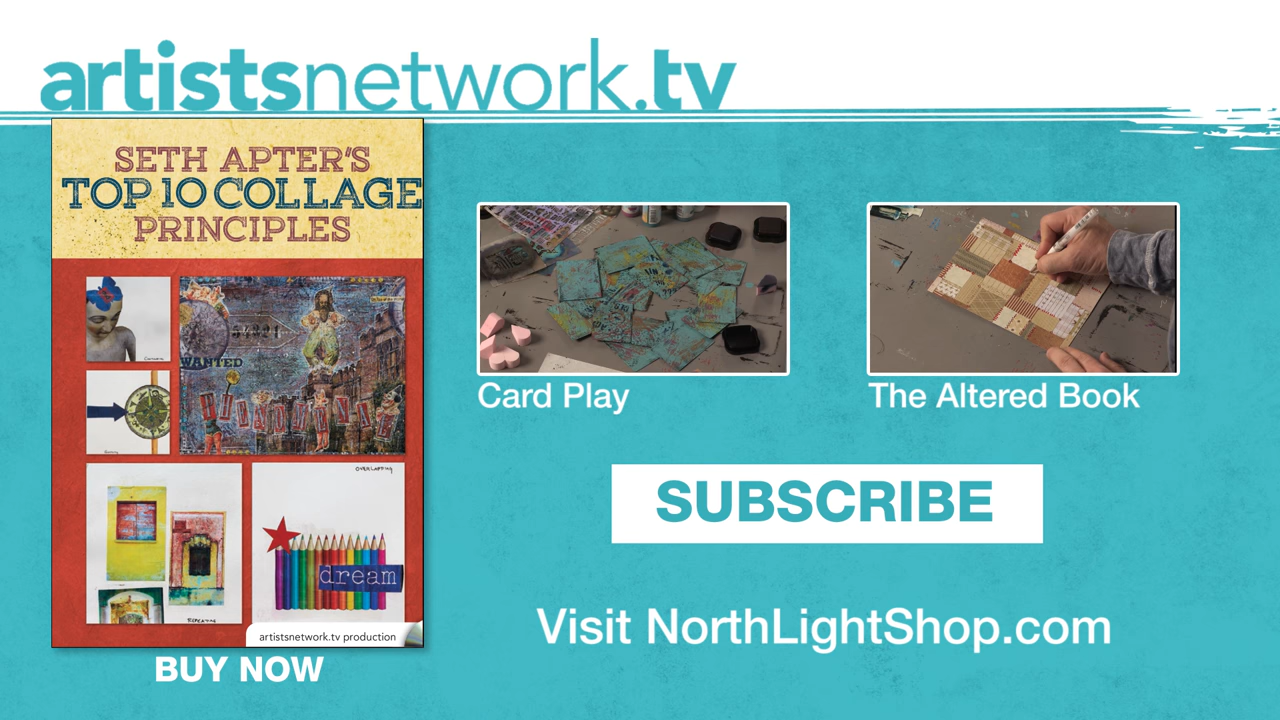 artistsnetwork.tv
SETH APTER'S
TOP 10 COLLAGE
PRINCIPLES
WANTED
OVERLAPPING
dream
REPEATING
artistsnetwork.tv production
BUY NOW
Card Play
The Altered Book
SUBSCRIBE
Visit NorthLightShop.com